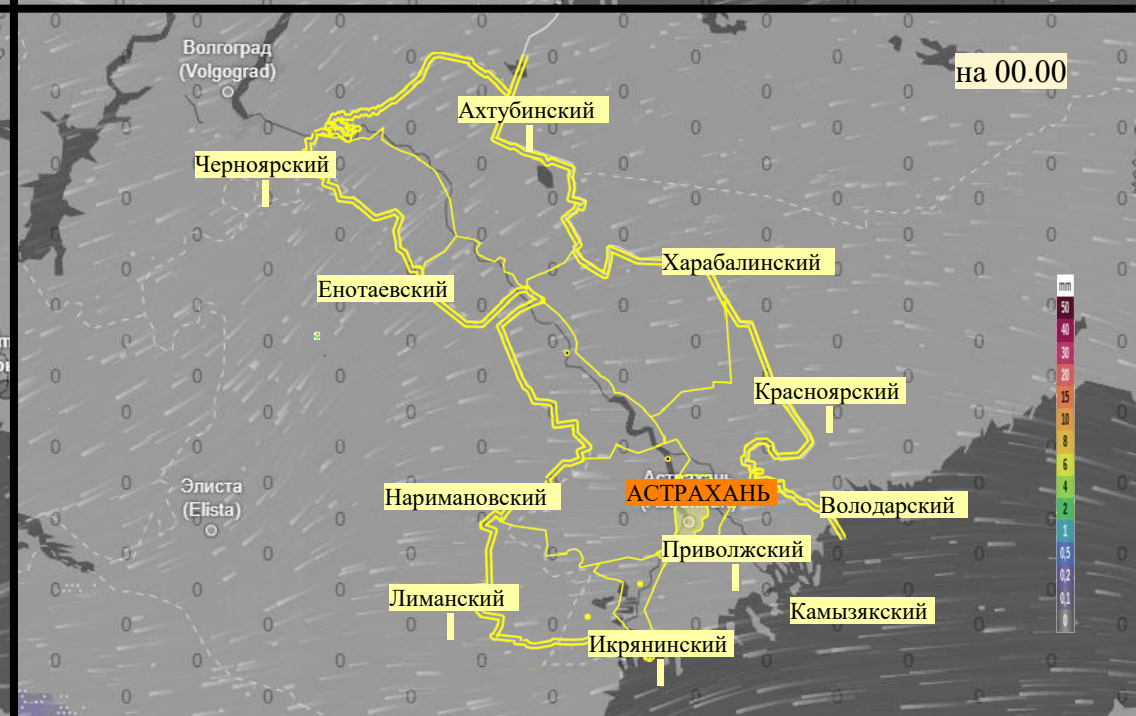 Волгоград
(Volgograd)
на 00.00
Ахтубинский
Черноярский
Харабалинский
Енотаевский
mm
50
40
30
20
15
10
8
6
4
2
1
0,5
0,2
0,1
0
Красноярский
Элиста
(Elista)
Наримановский
АСТРАХАНЬ
Володарский
Приволжский
Лиманский
Камызякский
Икрянинский